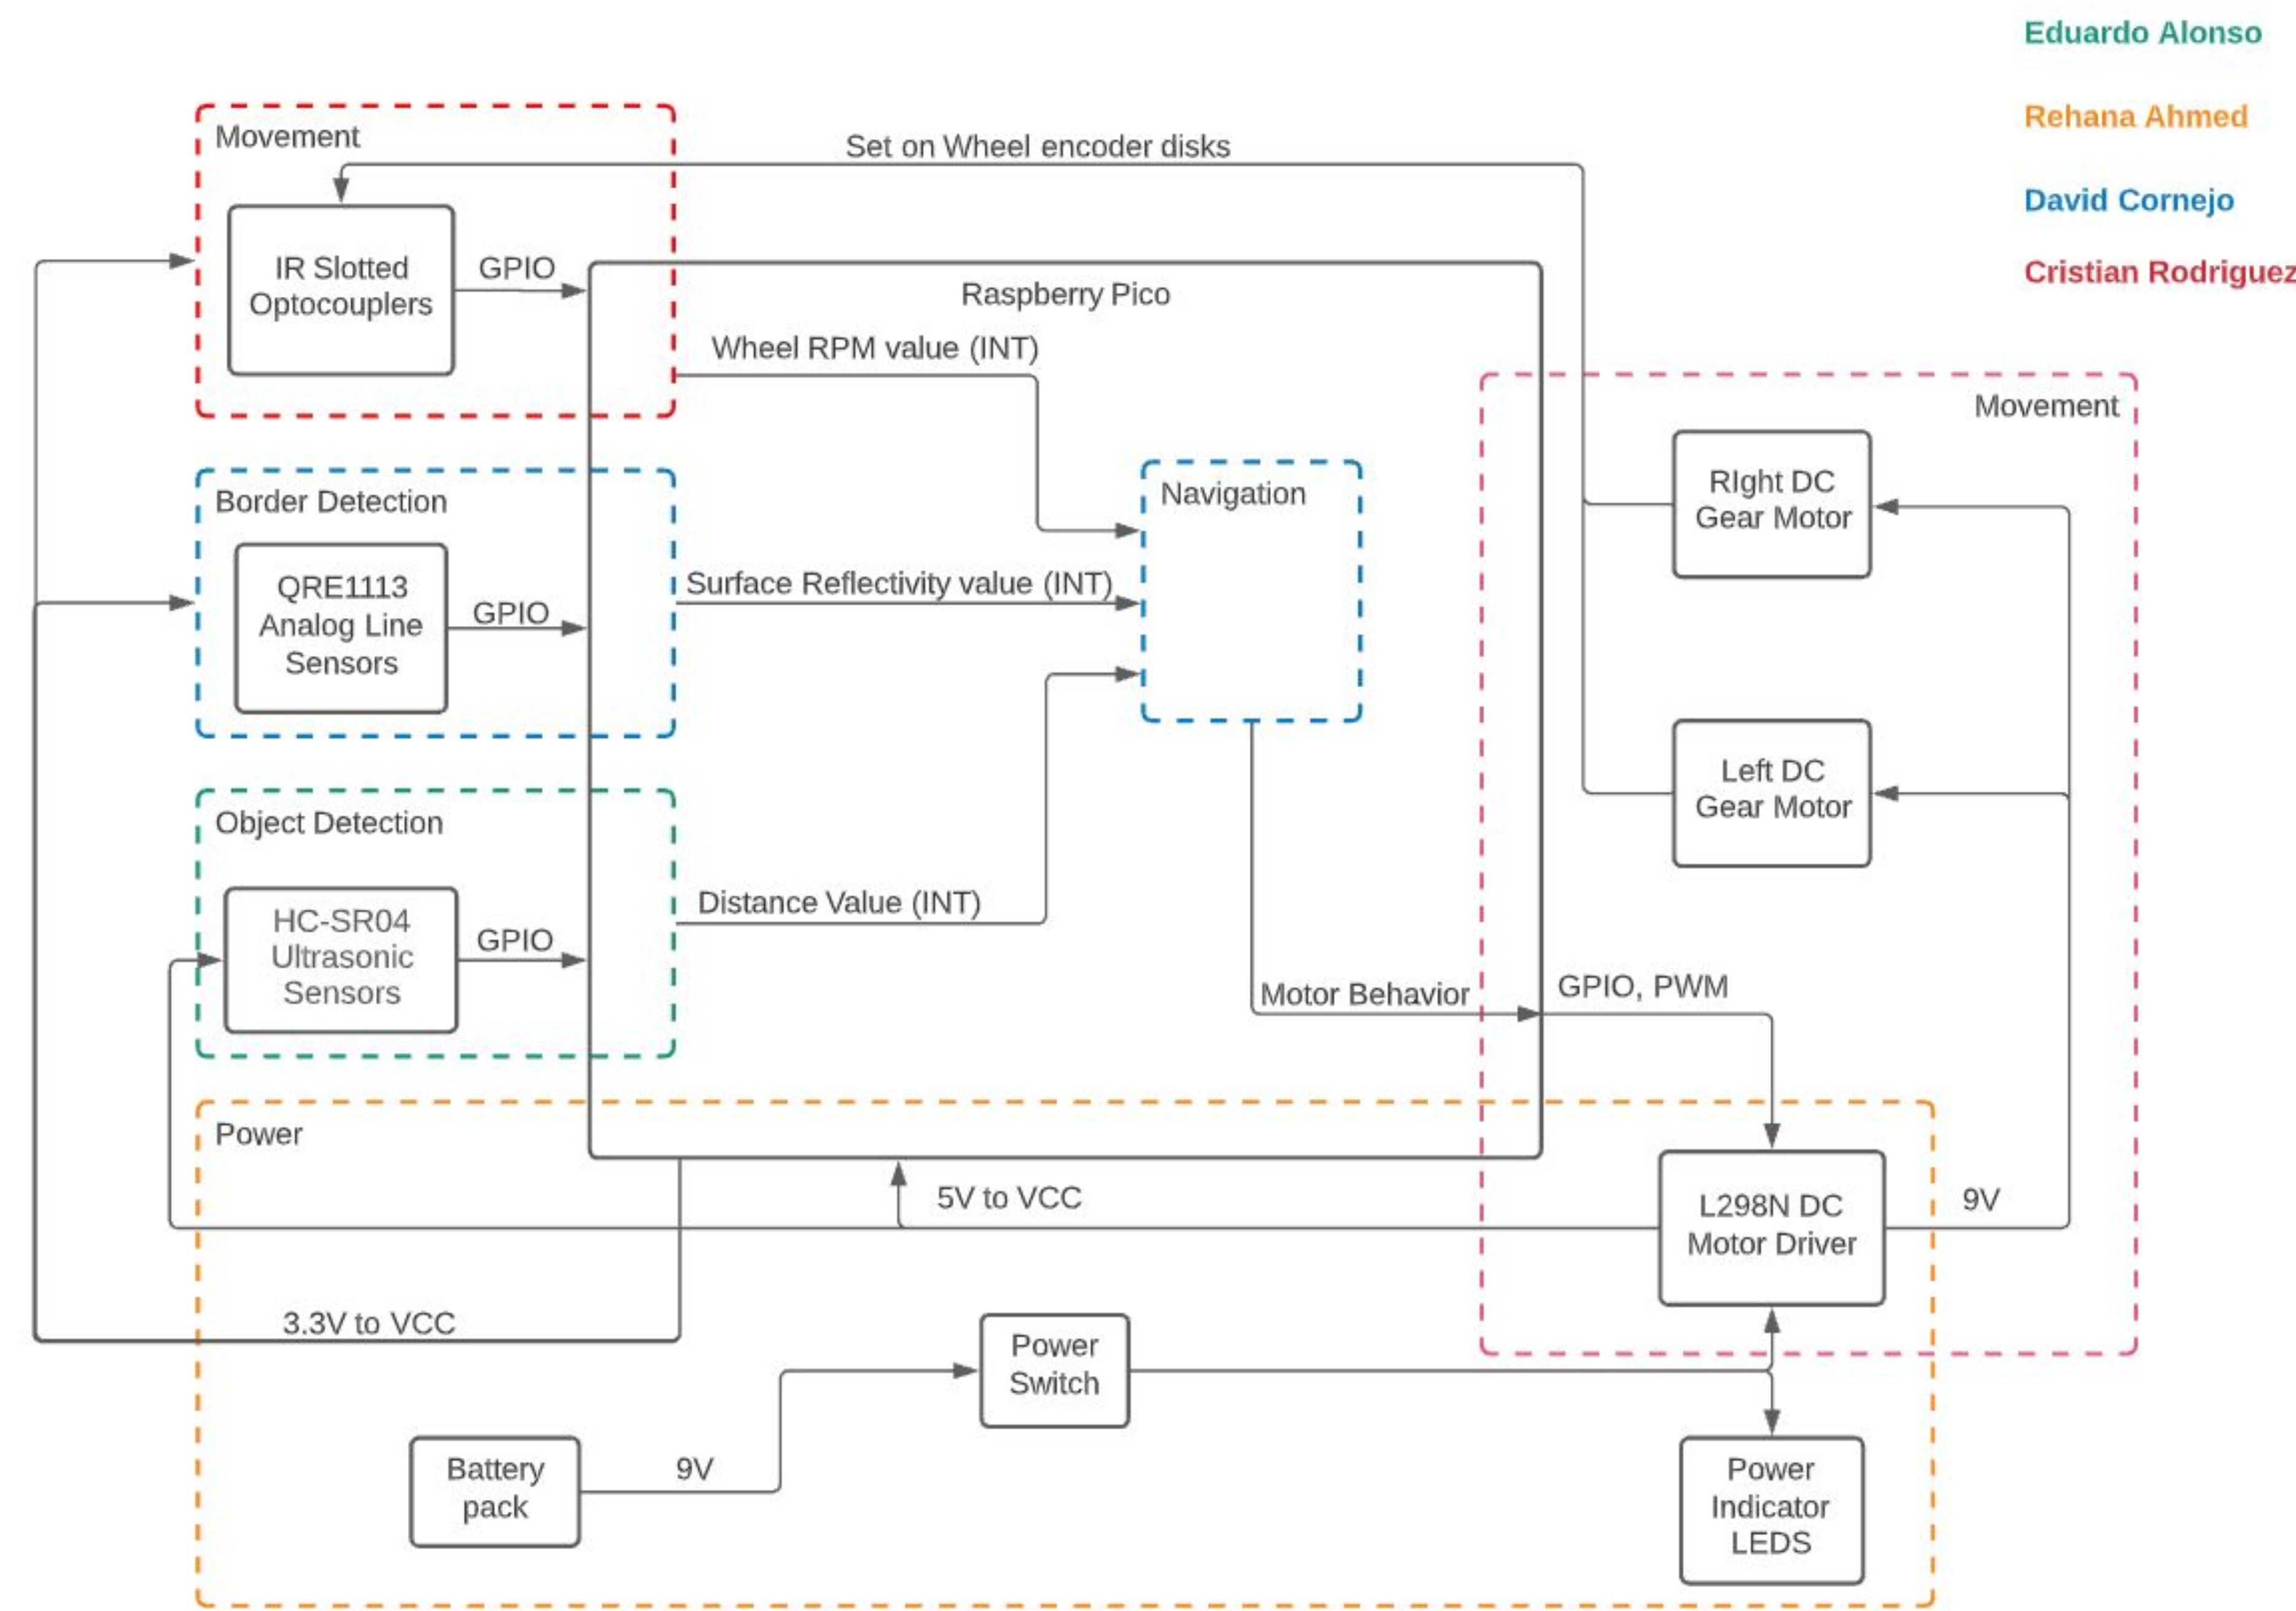 Eduardo Alonso
Rehana Ahmed
David Cornejo
Cristian Rodriguez
Movement
Set on Wheel encoder disks
IR Slotted
Optocouplers
GPIO
Raspberry Pico
Wheel RPM value (INT)
Movement
Border Detection
QRE1113
Analog Line
Sensors
GPIO
Surface Reflectivity value (INT)
Navigation
RIght DC
Gear Motor
Left DC
Gear Motor
Object Detection
HC-SR04
Ultrasonic
Sensors
GPIO
Distance Value (INT)
Motor Behavior
GPIO, PWM
Power
5V to VCC
L298N DC
Motor Driver
9V
3.3V to VCC
Power
Switch
Battery
pack
9V
Power
Indicator
LEDS